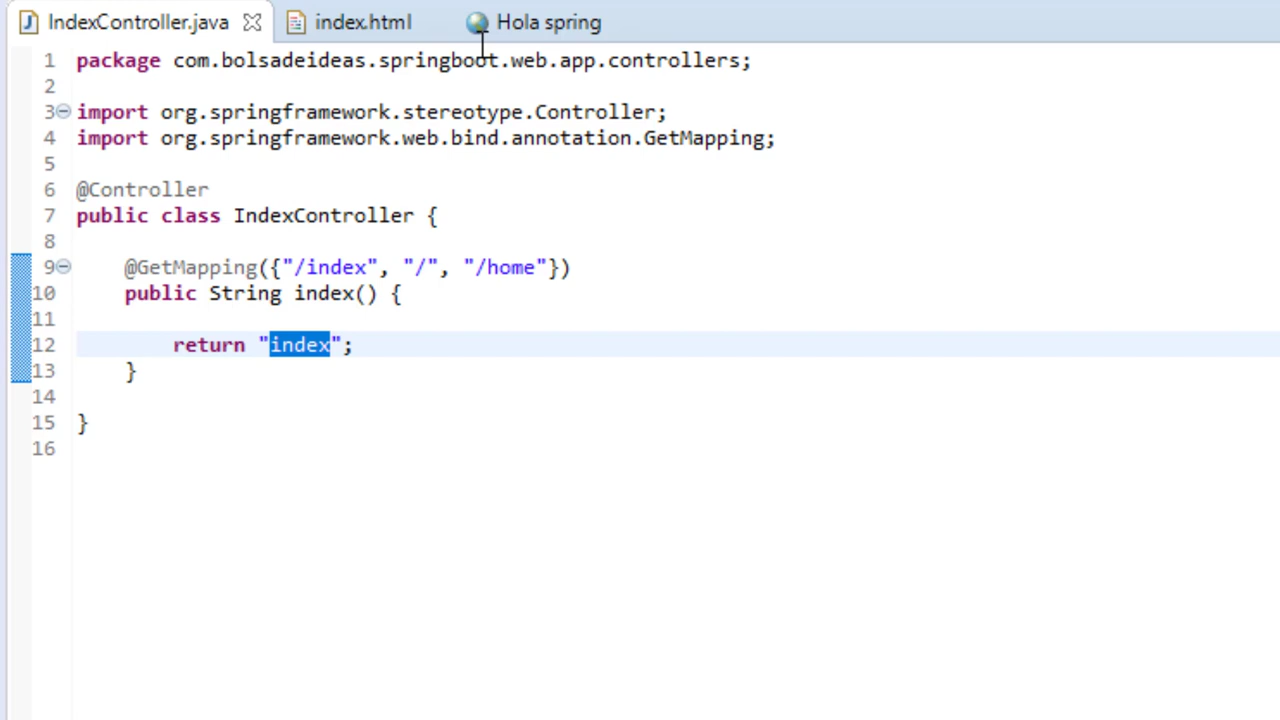 IndexController.java index.html Hola spring
1 package com.bolsadeideas.springboot.web.app.controllers;
2
3 import org.springframework.stereotype.Controller;
4 import org.springframework.web.bind.annotation.GetMapping;
5
6 @Controller
7 public class IndexController {
8
9 @GetMapping({"/index", "/", "/home"})
10 public String index() {
11
12 return "index";
13 }
14
15 }
16